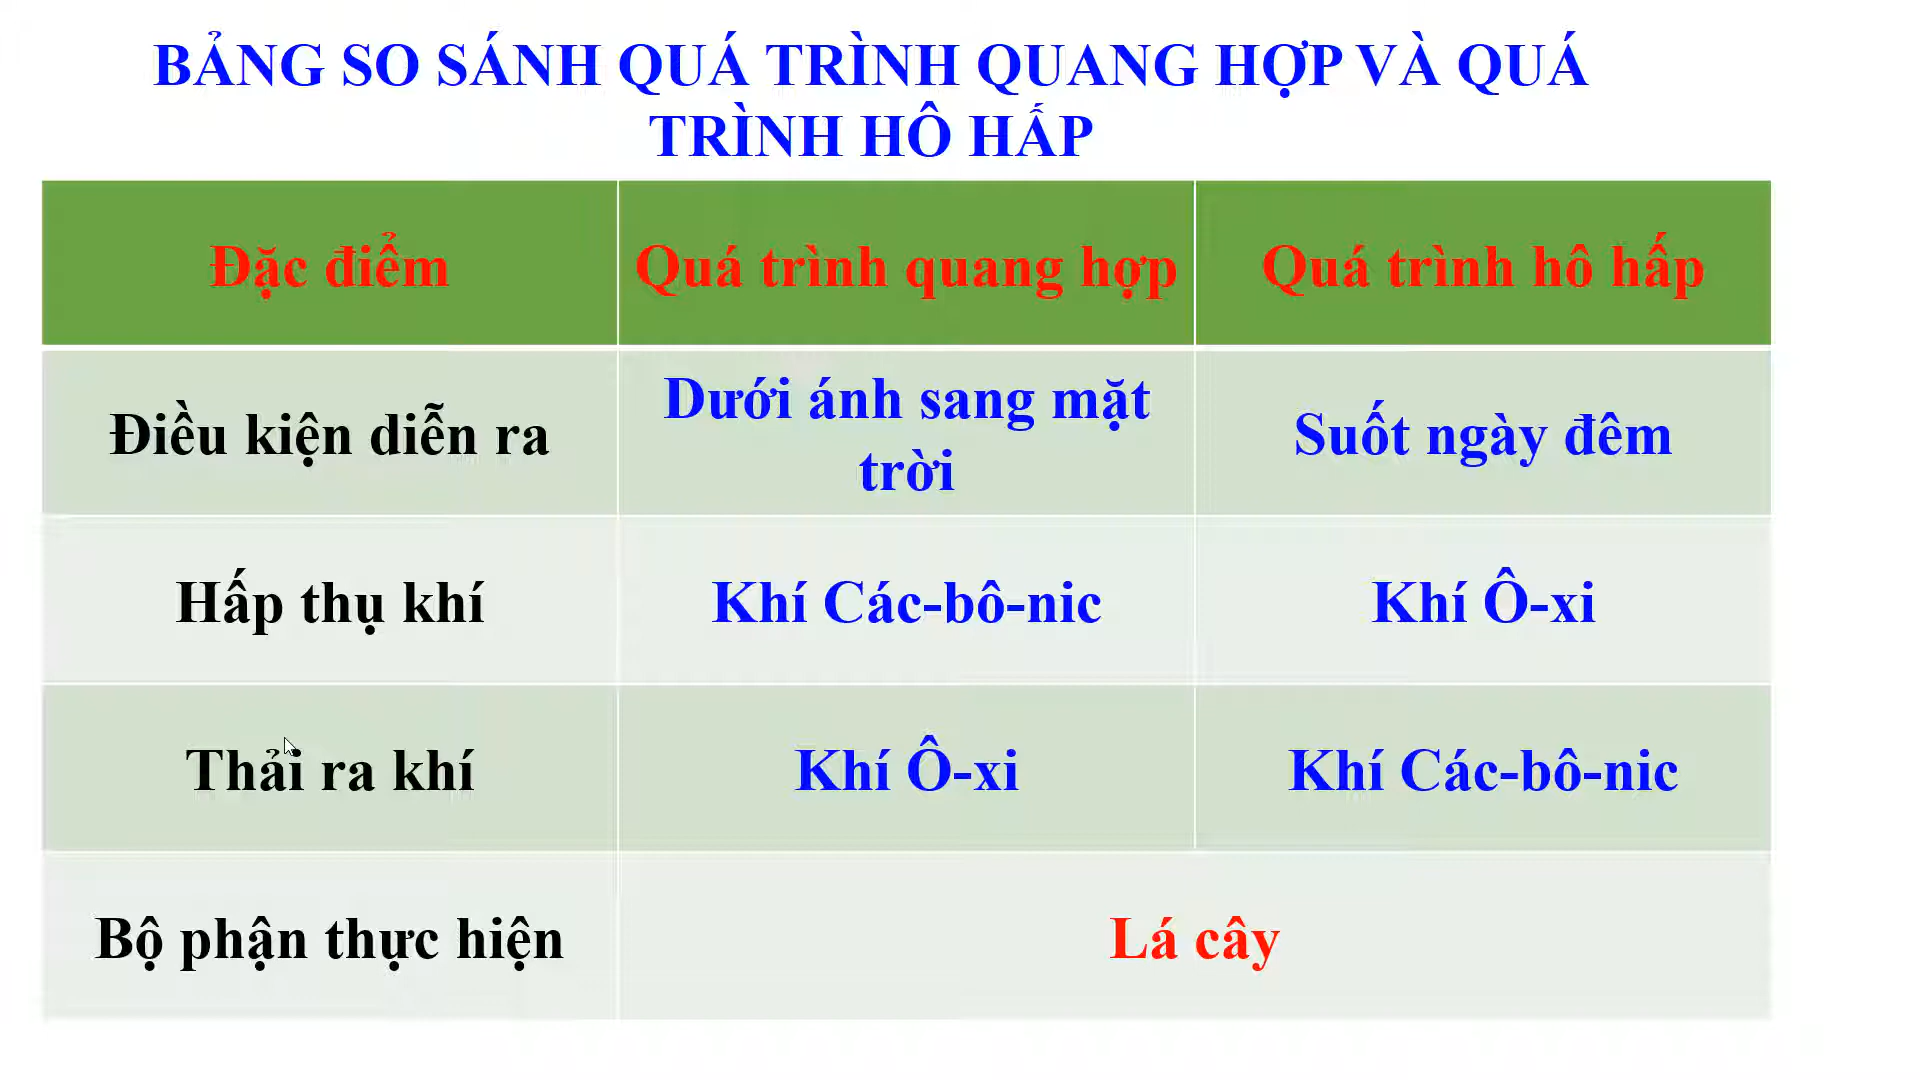 BẢNG SO SÁNH QUÁ TRÌNH QUANG HỢP VÀ QUÁ
TRÌNH HÔ HẤP
Đặc điểm
Quá trình quang hợp
Quá trình hô hấp
Điều kiện diễn ra
Dưới ánh sang mặt
trời
Suốt ngày đêm
Hấp thụ khí
Khí Các-bô-nic
Khí Ô-xi
Thải ra khí
Khí Ô-xi
Khí Các-bô-nic
Bộ phận thực hiện
Lá cây